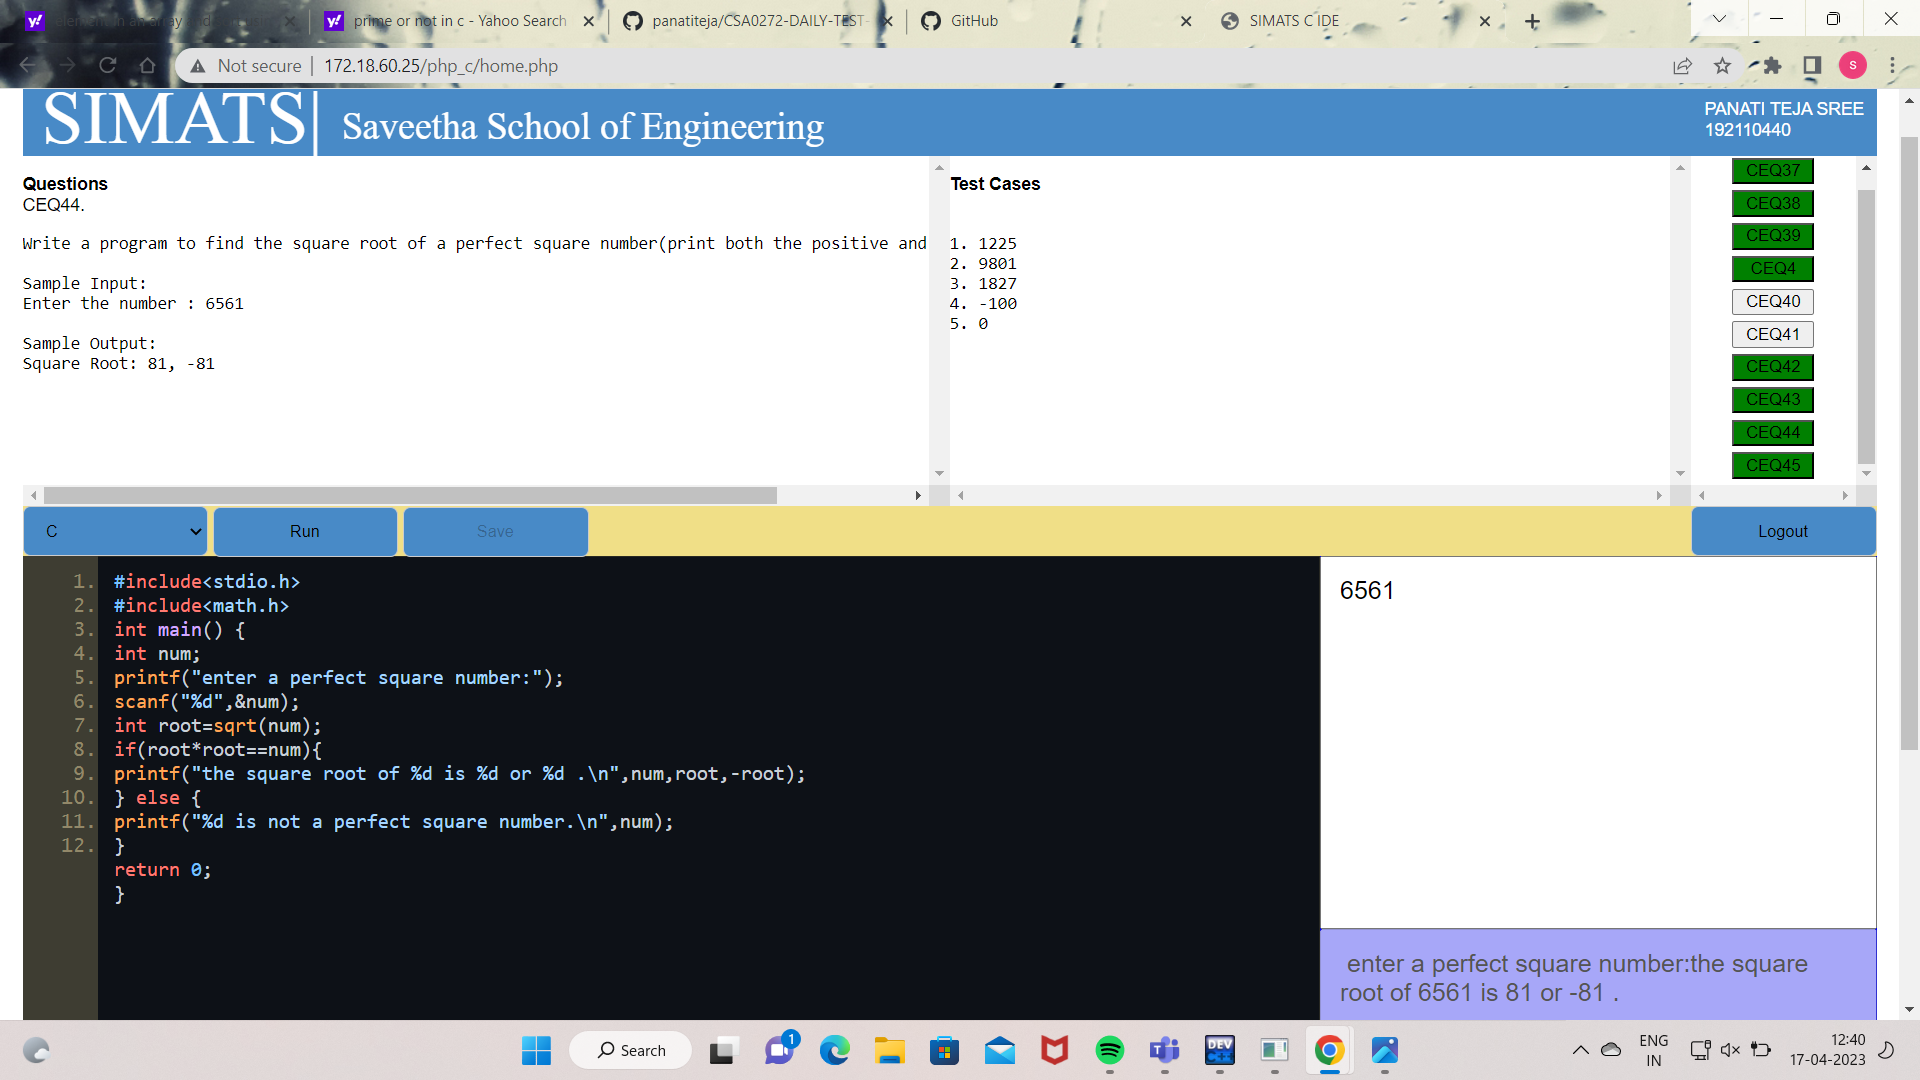 element in an array
prime or not in c - Yahoo Search
panatiteja/CSA0272-DAILY-TEST-
GitHub
SIMATS C IDE
Not secure
172.18.60.25/php_c/home.php
S
SIMATS
Saveetha School of Engineering
PANATI TEJA SREE
192110440
Questions
CEQ44.
Write a program to find the square root of a perfect square number(print both the positive and
Sample Input:
Enter the number : 6561
Sample Output:
Square Root: 81, -81
Test Cases
1. 1225
2. 9801
3. 1827
4. -100
5. 0
CEQ37
CEQ38
CEQ39
CEQ4
CEQ40
CEQ41
CEQ42
CEQ43
CEQ44
CEQ45
C
Run
Save
Logout
1. #include<stdio.h>
2. #include<math.h>
3. int main() {
4. int num;
5. printf("enter a perfect square number:");
6. scanf("%d",&num);
7. int root=sqrt(num);
8. if(root*root==num){
9. printf("the square root of %d is %d or %d .\n",num,root,-root);
10. } else {
11. printf("%d is not a perfect square number.\n",num);
12. }
return 0;
}
6561
enter a perfect square number:the square
root of 6561 is 81 or -81 .
Search
1
DEV
C++
ENG
IN
12:40
17-04-2023